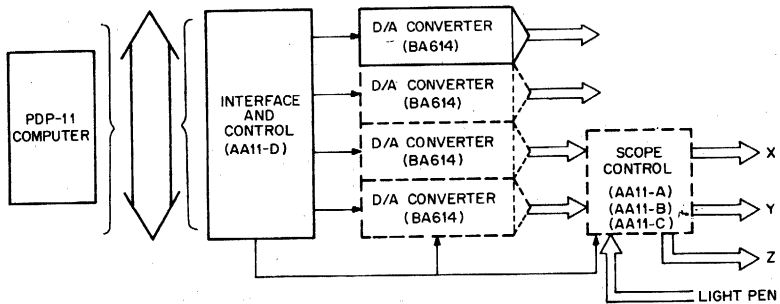 PDP-11
COMPUTER
INTERFACE
AND
CONTROL
(AA11-D)
D/A CONVERTER
(BA614)
D/A CONVERTER
(BA614)
D/A CONVERTER
(BA614)
D/A CONVERTER
(BA614)
SCOPE
CONTROL
(AA11-A)
(AA11-B)
(AA11-C)
X
Y
Z
LIGHT PEN